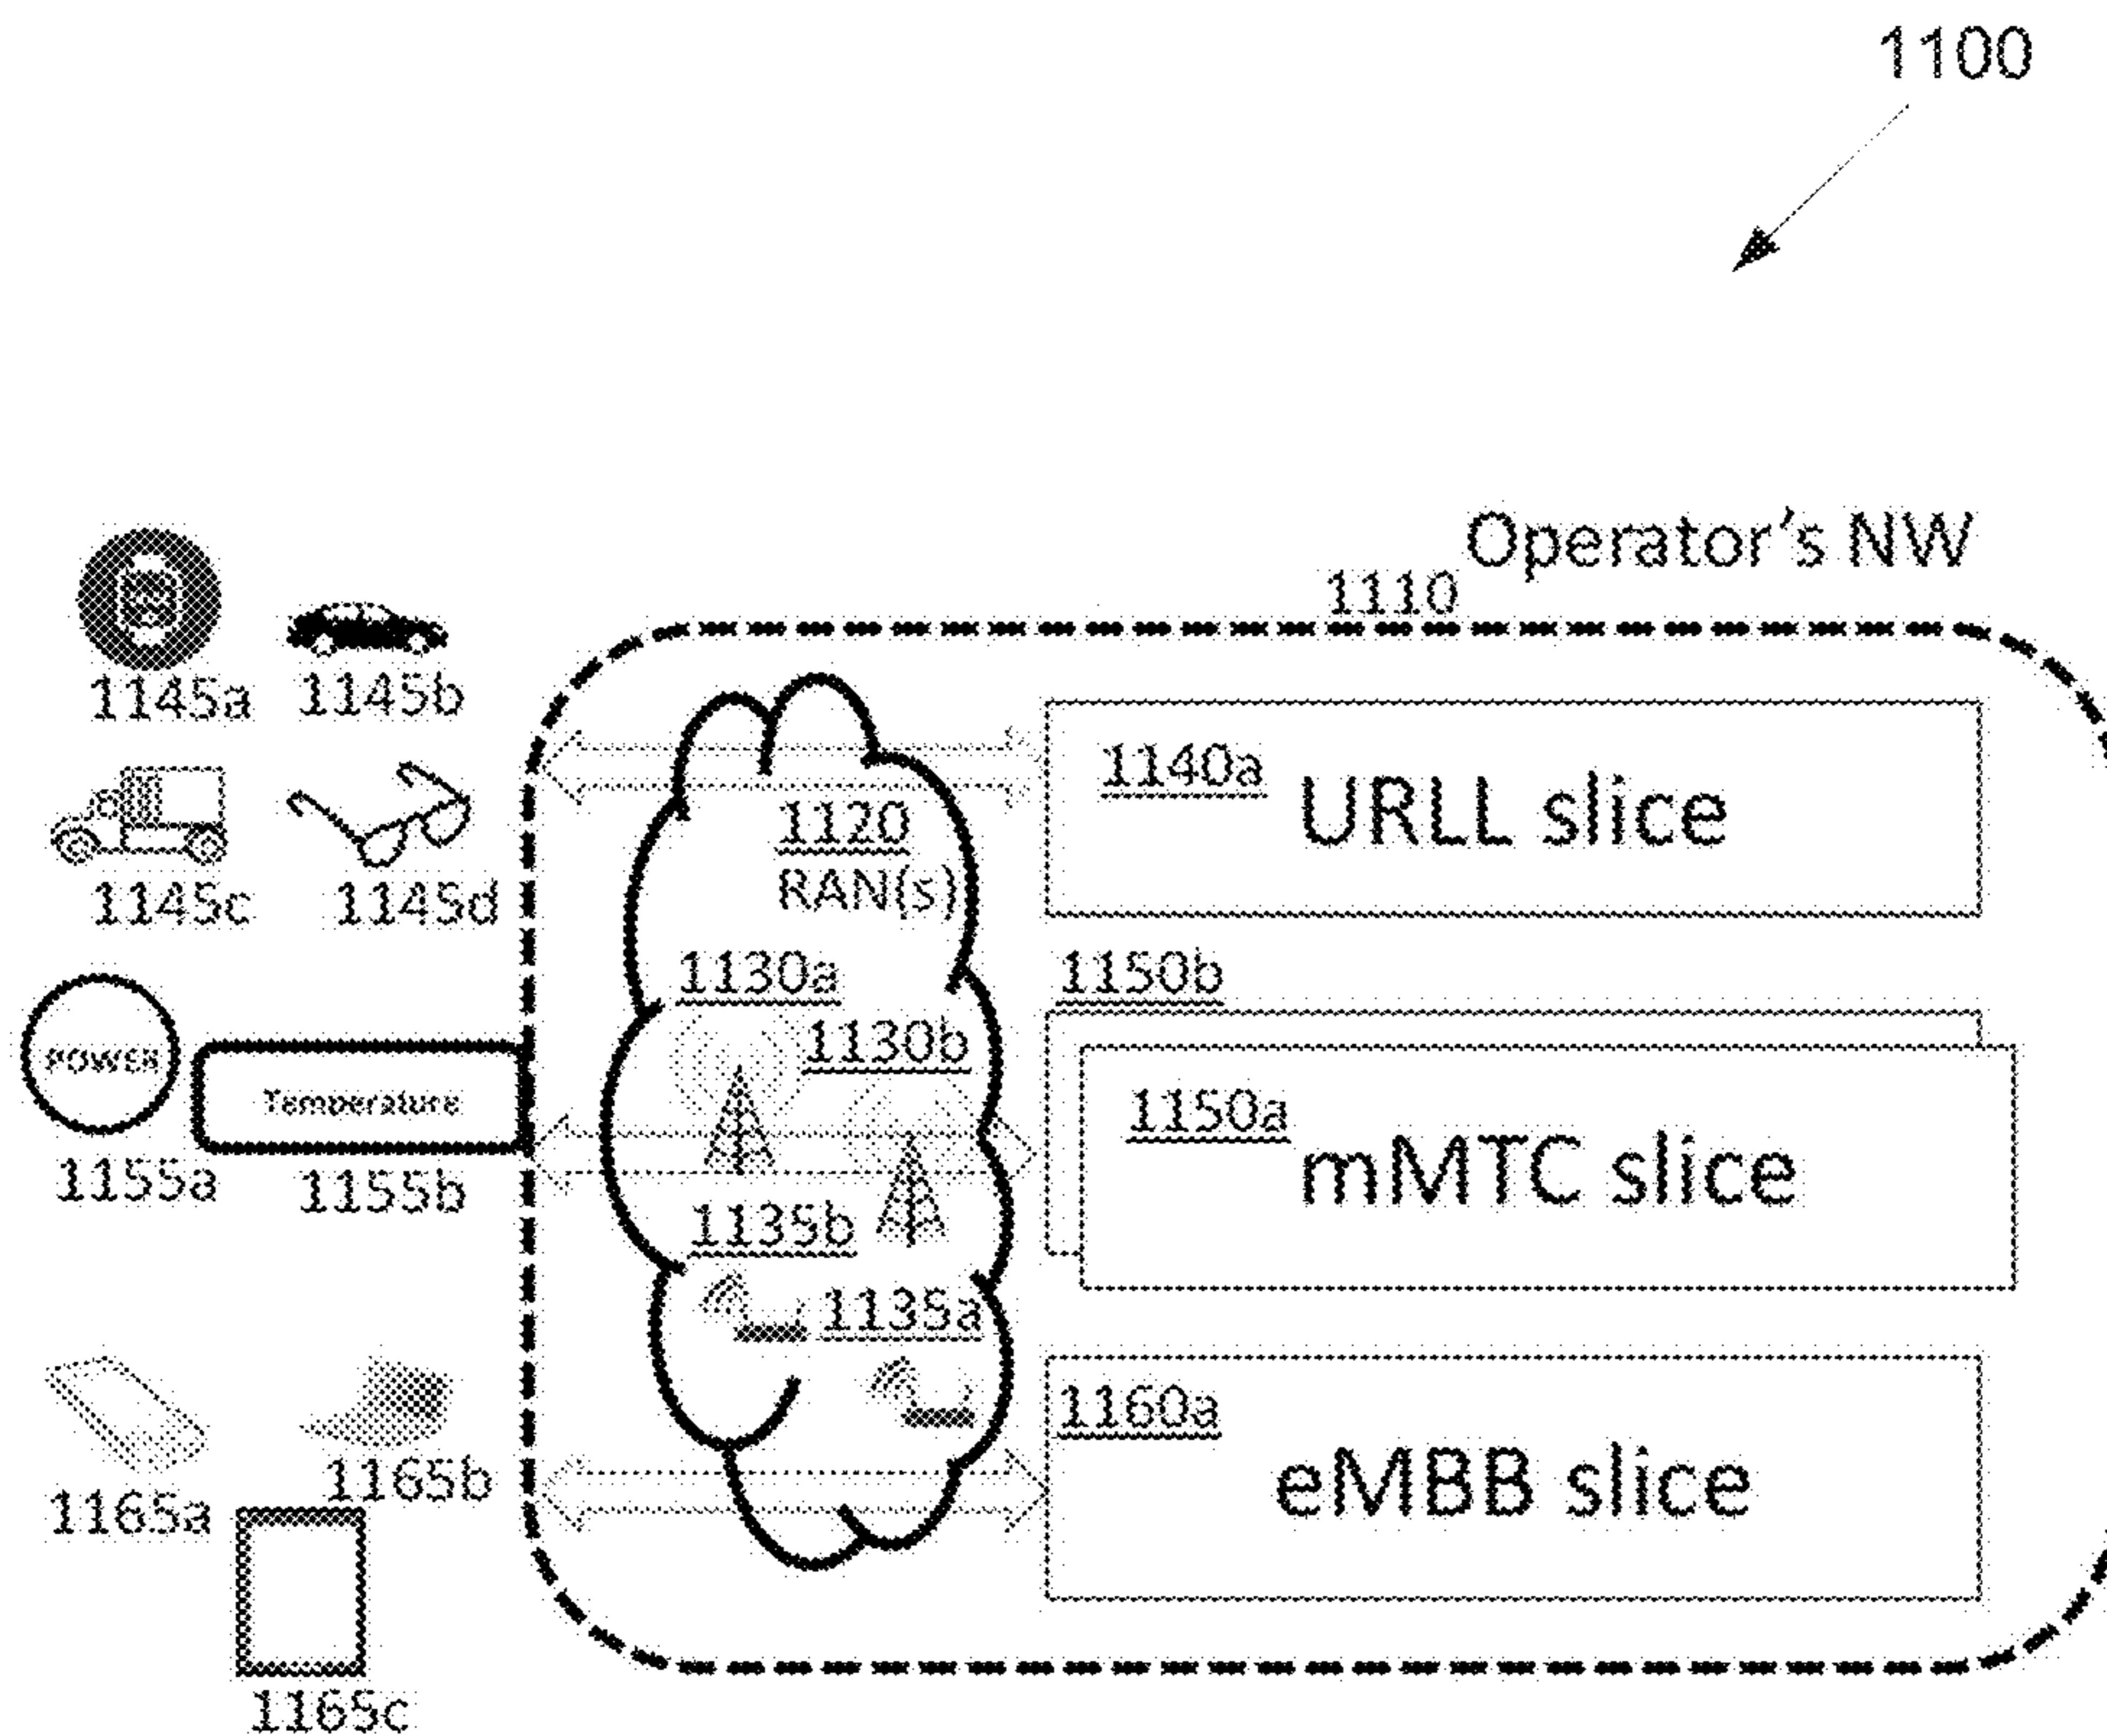 1100
Operator's NW
1110
1145a
1145b
1140a
URLL slice
1120
RAN(s)
1145c
1145d
1130a
1150b
1130b
POWER
Temperature
1150a
mMTC slice
1155a
1155b
1135b
1135a
1160a
eMBB slice
1165a
1165b
1165c